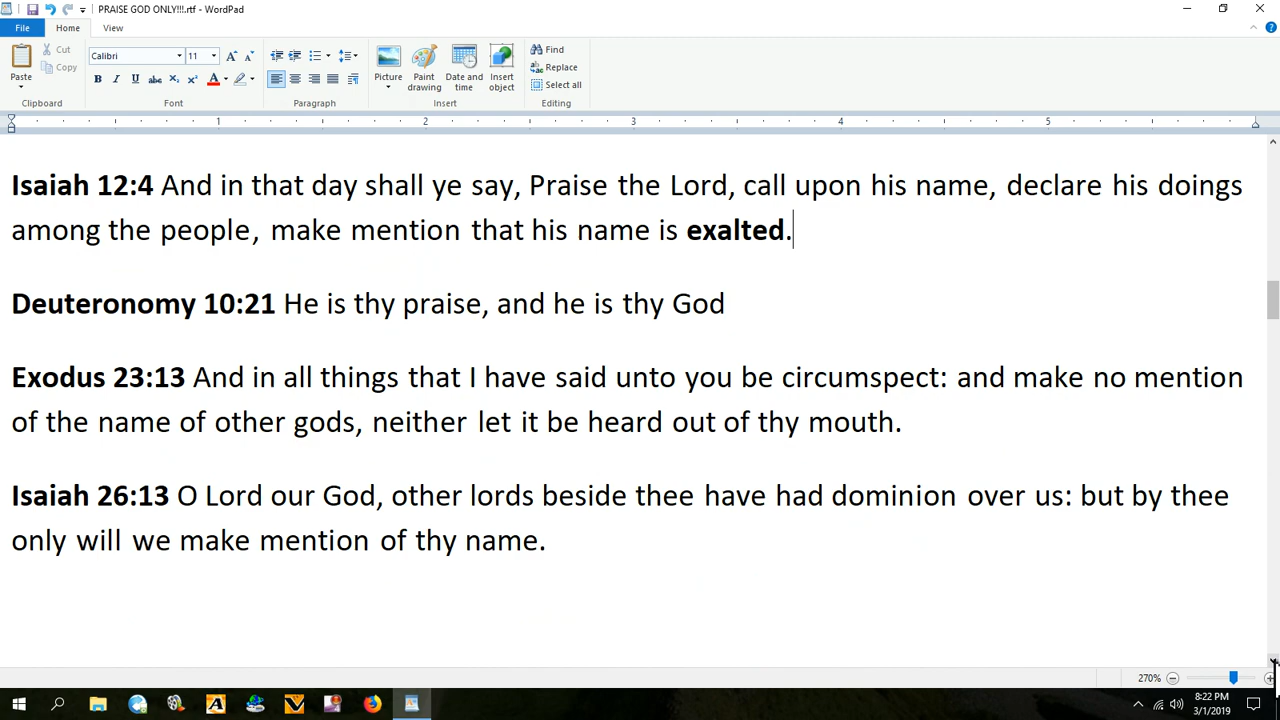 PRAISE GOD ONLY!!!.rtf - WordPad
File Home View
Paste
Cut
Copy
Clipboard
Calibri 11
Font
Paragraph
Picture
Paint drawing
Date and time
Insert object
Insert
Find
Replace
Select all
Editing
1 2 3 4 5
Isaiah 12:4 And in that day shall ye say, Praise the Lord, call upon his name, declare his doings
among the people, make mention that his name is exalted.
Deuteronomy 10:21 He is thy praise, and he is thy God
Exodus 23:13 And in all things that I have said unto you be circumspect: and make no mention
of the name of other gods, neither let it be heard out of thy mouth.
Isaiah 26:13 O Lord our God, other lords beside thee have had dominion over us: but by thee
only will we make mention of thy name.
270%
8:22 PM
3/1/2019